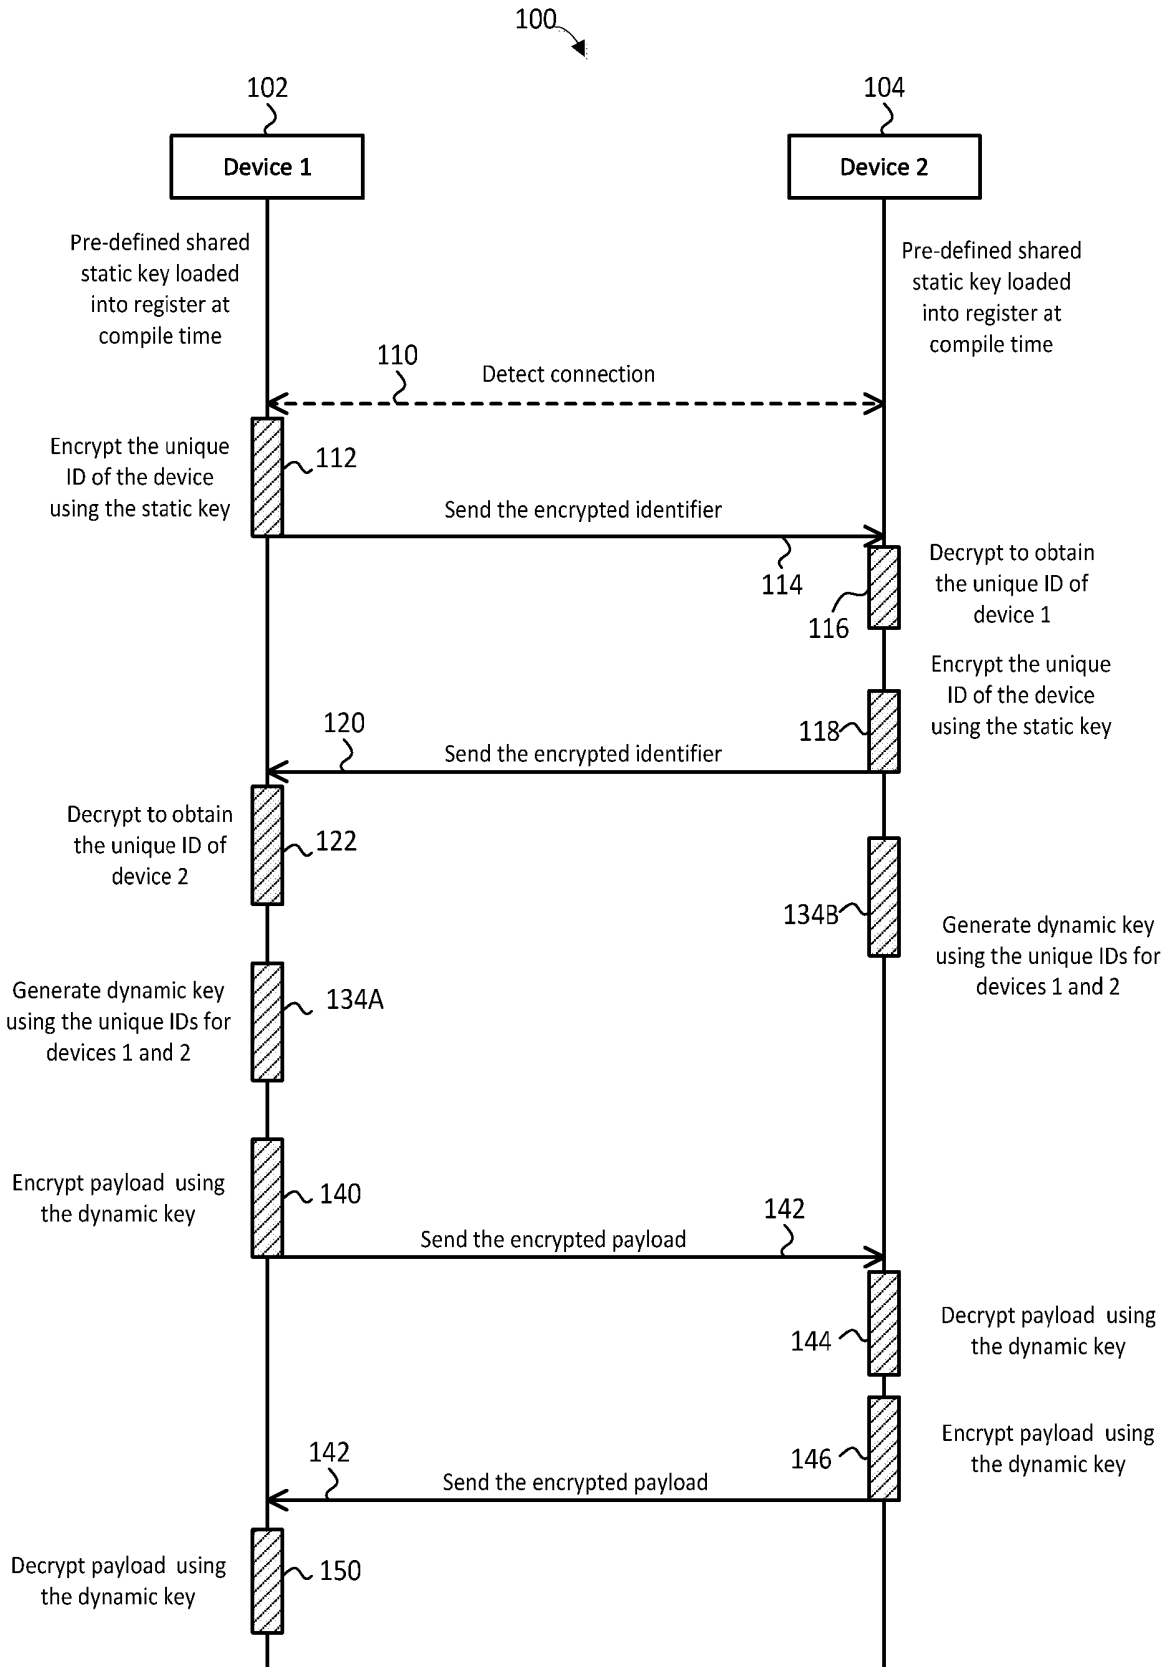 100
102
104
Device 1
Device 2
Pre-defined shared
static key loaded
into register at
compile time
Pre-defined shared
static key loaded
into register at
compile time
110
Detect connection
Encrypt the unique
ID of the device
using the static key
112
Send the encrypted identifier
114
Decrypt to obtain
the unique ID of
device 1
116
Encrypt the unique
ID of the device
using the static key
118
120
Send the encrypted identifier
Decrypt to obtain
the unique ID of
device 2
122
134B
Generate dynamic key
using the unique IDs for
devices 1 and 2
Generate dynamic key
using the unique IDs for
devices 1 and 2
134A
Encrypt payload using
the dynamic key
140
142
Send the encrypted payload
144
Decrypt payload using
the dynamic key
146
Encrypt payload using
the dynamic key
142
Send the encrypted payload
Decrypt payload using
the dynamic key
150